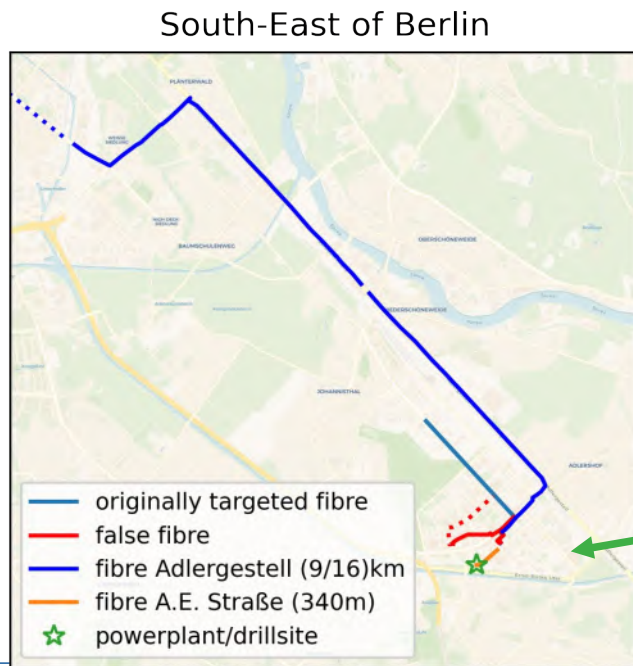 South-East of Berlin
PLÄNTERWALD
BAUMSCHULENWEG
OBERSCHÖNEWEIDE
NIEDERSCHÖNEWEIDE
JOHANNISTHAL
ADLERSHOF
originally targeted fibre
false fibre
fibre Adlergestell (9/16)km
fibre A.E. Straße (340m)
powerplant/drillsite